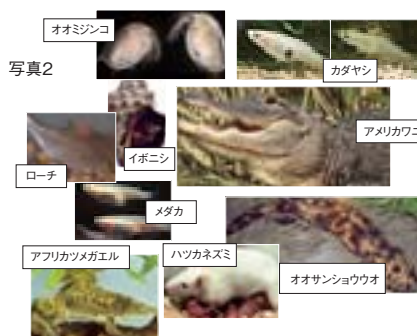 オオミジンコ
写真2
カダヤシ
イボニシ
アメリカワニ
ローチ
メダカ
アフリカツメガエル
ハツカネズミ
オオサンショウウオ